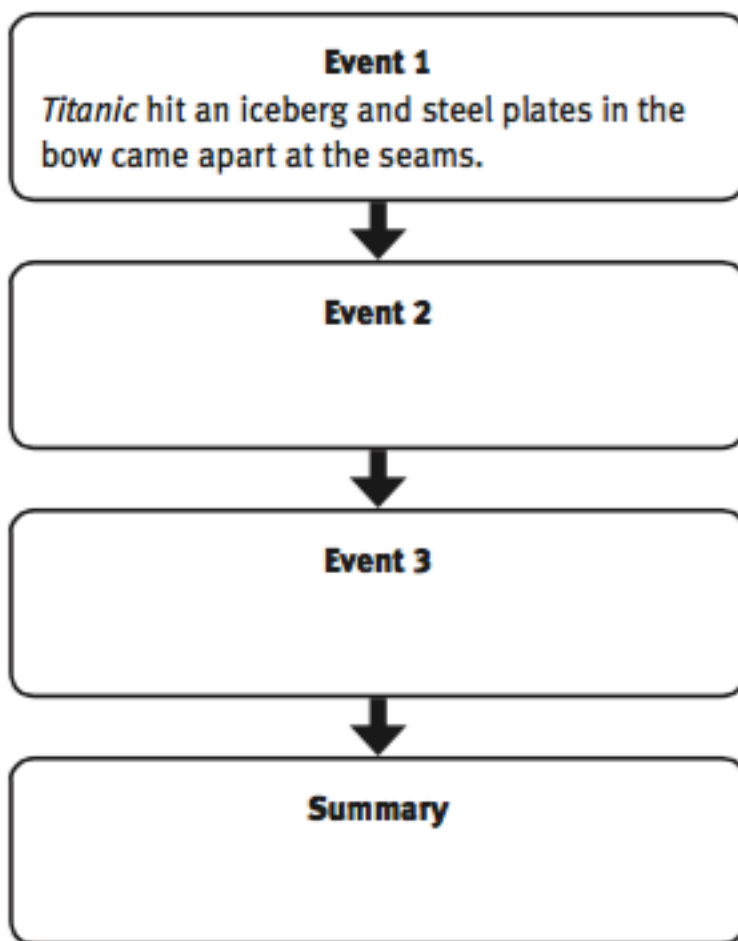 Event 1
Titanic hit an iceberg and steel plates in the
bow came apart at the seams.
Event 2
Event 3
Summary